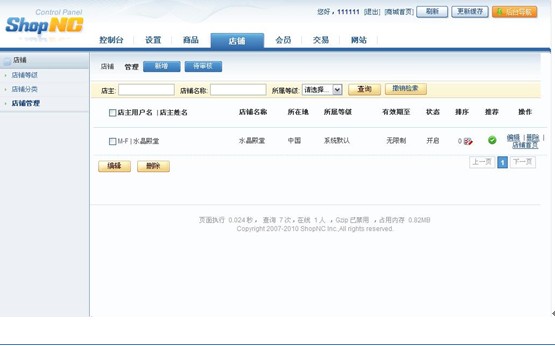 Control Panel
ShopNC
您好，111111 [退出] [商城首页] 刷新 更新缓存 后台导航
控制台 设置 商品 店铺 会员 交易 网站
店铺
店铺等级
店铺分类
店铺管理
店铺 管理 新增 待审核
店主: 店铺名称: 所属等级: 请选择... 查询 撤销检索
店主用户名 | 店主姓名 店铺名称 所在地 所属等级 有效期至 状态 排序 推荐 操作
M-F | 水晶殿堂 水晶殿堂 中国 系统默认 无限制 开启 0 编辑 | 删除 |
店铺首页
编辑 删除
上一页 1 下一页
页面执行 0.024 秒， 查询 7 次，在线 1 人 ，Gzip 已禁用 ，占用内存 0.92MB
Copyright 2007-2010 ShopNC Inc.,All rights reserved.